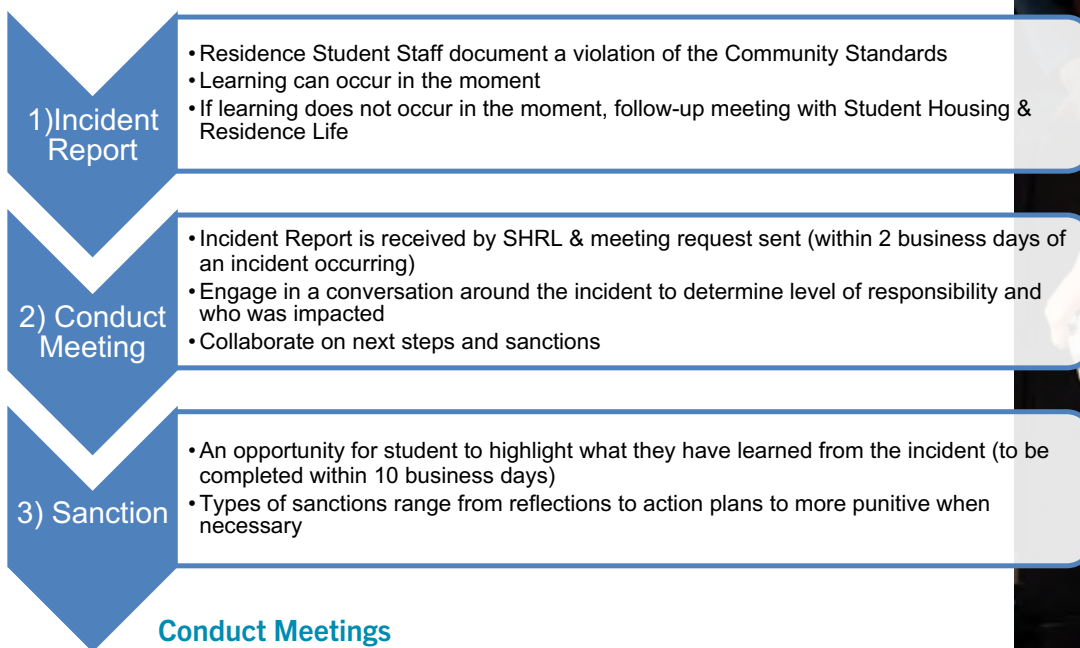 1)Incident
Report
•Residence Student Staff document a violation of the Community Standards
•Learning can occur in the moment
•If learning does not occur in the moment, follow-up meeting with Student Housing &
Residence Life
2) Conduct
Meeting
•Incident Report is received by SHRL & meeting request sent (within 2 business days of
an incident occurring)
•Engage in a conversation around the incident to determine level of responsibility and
who was impacted
•Collaborate on next steps and sanctions
3) Sanction
•An opportunity for student to highlight what they have learned from the incident (to be
completed within 10 business days)
•Types of sanctions range from reflections to action plans to more punitive when
necessary
Conduct Meetings